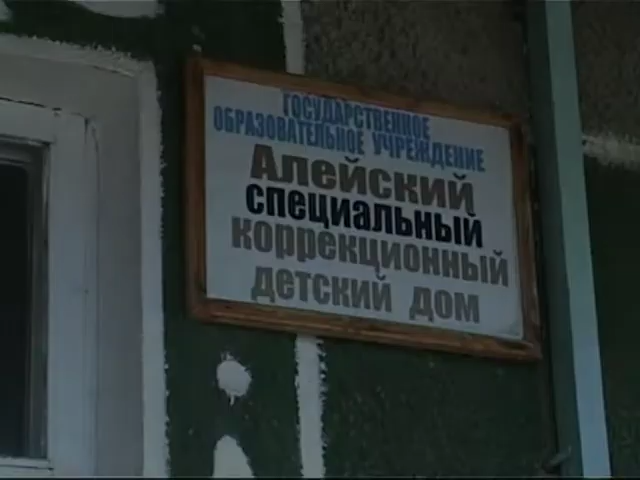 ГОСУДАРСТВЕННОЕ
ОБРАЗОВАТЕЛЬНОЕ УЧРЕЖДЕНИЕ
Алейский
специальный
коррекционный
детский дом